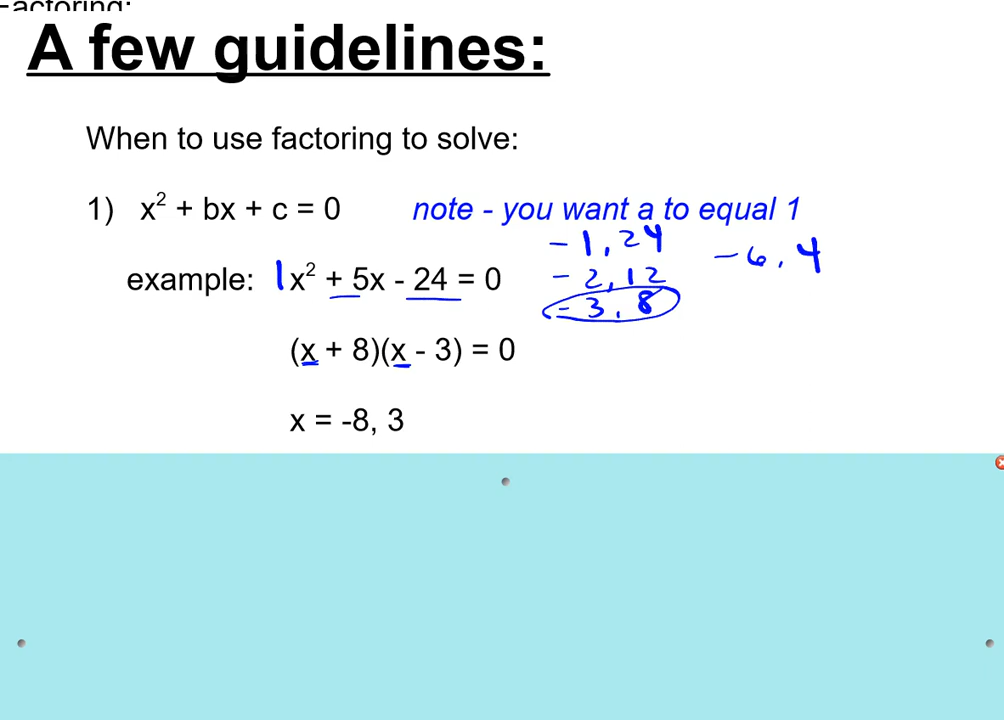 Factoring:
A few guidelines:
When to use factoring to solve:
1) x² + bx + c = 0 note - you want a to equal 1
- 1, 24
- 6, 4
example: 1x² + 5x - 24 = 0
- 2, 12
- 3, 8
(x + 8)(x - 3) = 0
x = -8, 3